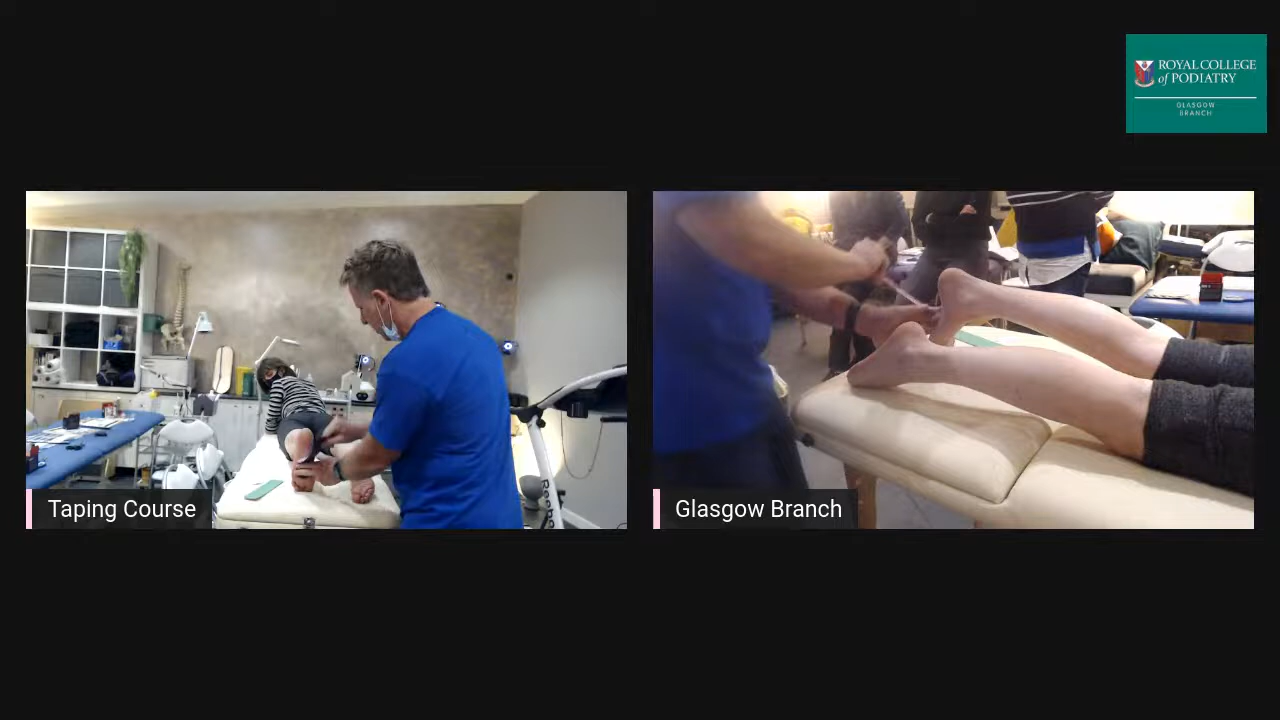 ROYAL COLLEGE
of PODIATRY
GLASGOW
BRANCH
Taping Course
Glasgow Branch